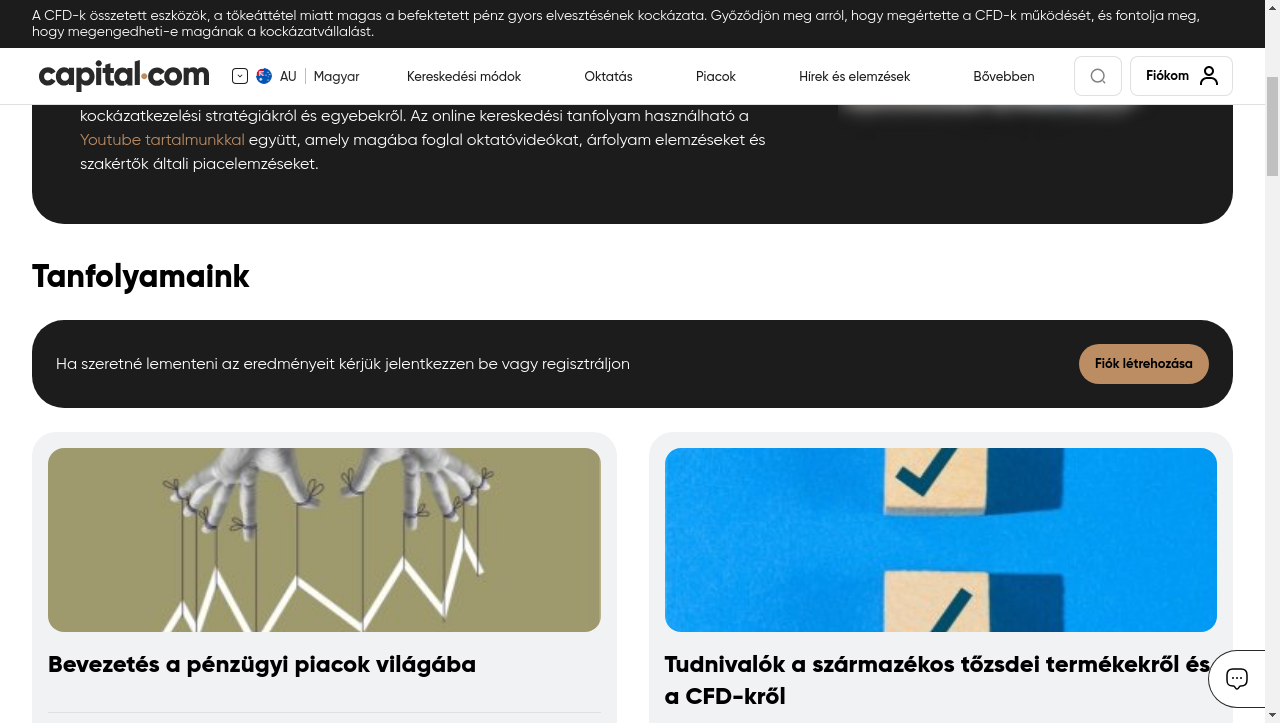 A CFD-k összetett eszközök, a tőkeáttétel miatt magas a befektetett pénz gyors elvesztésének kockázata. Győződjön meg arról, hogy megértette a CFD-k működését, és fontolja meg,
hogy megengedheti-e magának a kockázatvállalást.
capital.com
AU
Magyar
Kereskedési módok
Oktatás
Piacok
Hírek és elemzések
Bővebben
Fiókom
kockázatkezelési stratégiákról és egyebekről. Az online kereskedési tanfolyam használható a
Youtube tartalmunkkal együtt, amely magába foglal oktatóvideókat, árfolyam elemzéseket és
szakértők általi piacelemzéseket.
Tanfolyamaink
Ha szeretné lementeni az eredményeit kérjük jelentkezzen be vagy regisztráljon
Fiók létrehozása
Bevezetés a pénzügyi piacok világába
Tudnivalók a származékos tőzsdei termékekről és
a CFD-kről